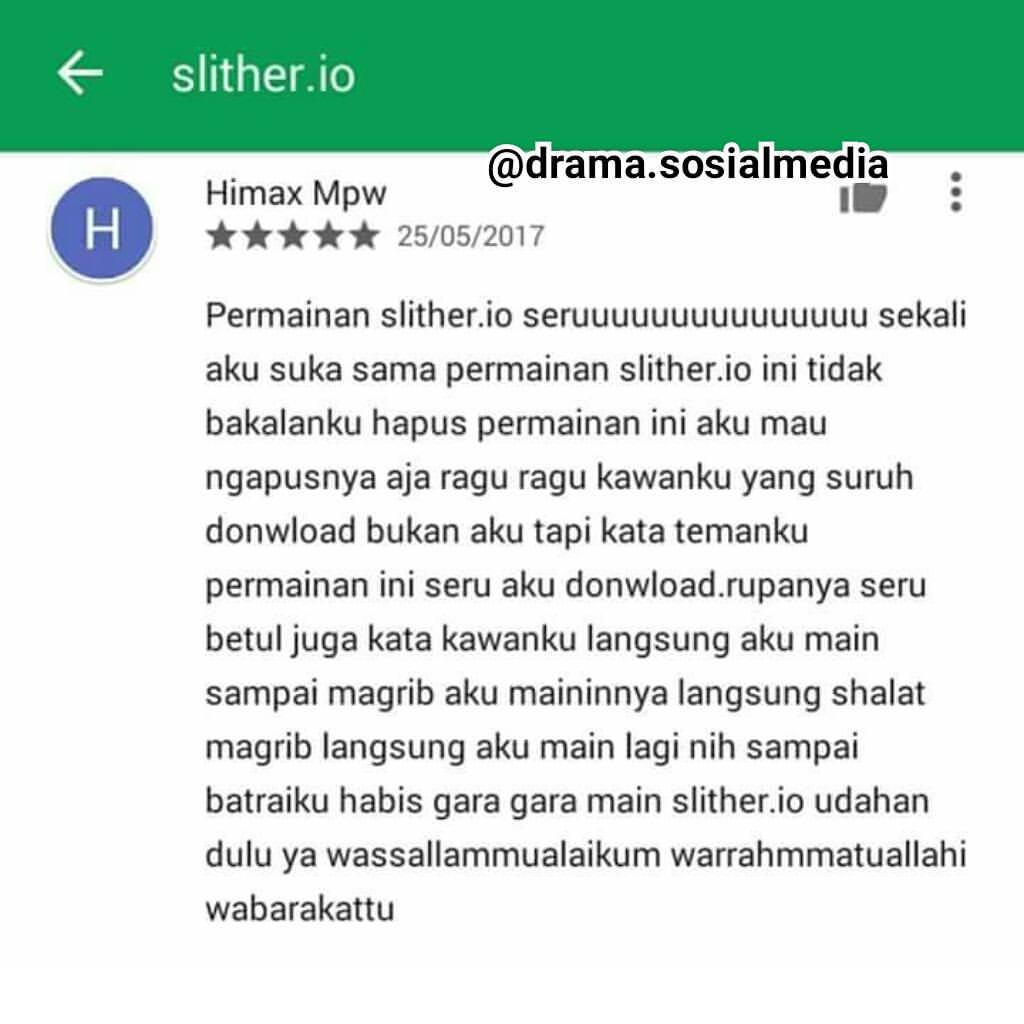 slither.io
@drama.sosialmedia
Himax Mpw
★★★★★ 25/05/2017
Permainan slither.io seruuuuuuuuuuuuuuuu sekali
aku suka sama permainan slither.io ini tidak
bakalanku hapus permainan ini aku mau
ngapusnya aja ragu ragu kawanku yang suruh
donwload bukan aku tapi kata temanku
permainan ini seru aku donwload.rupanya seru
betul juga kata kawanku langsung aku main
sampai magrib aku maininnya langsung shalat
magrib langsung aku main lagi nih sampai
batraiku habis gara gara main slither.io udahan
dulu ya wassallammualaikum warrahmmatuallahi
wabarakattu